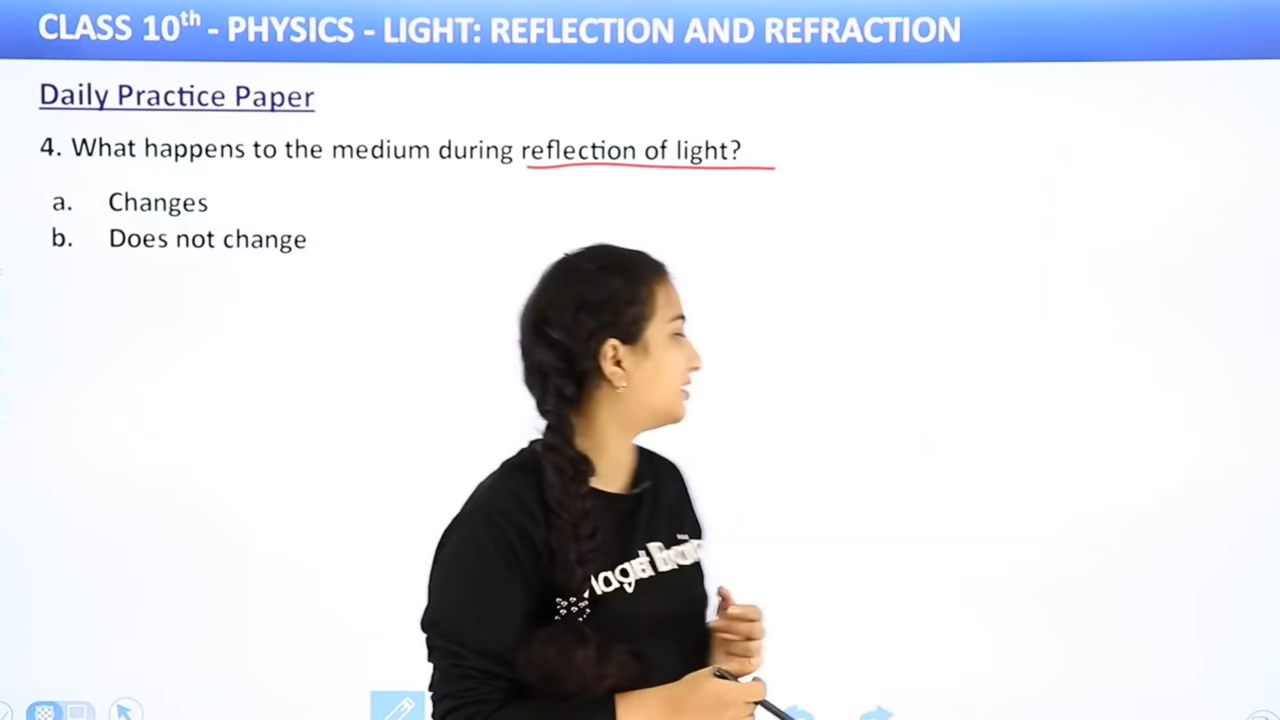 CLASS 10th - PHYSICS - LIGHT: REFLECTION AND REFRACTION
Daily Practice Paper
4. What happens to the medium during reflection of light?
a. Changes
b. Does not change